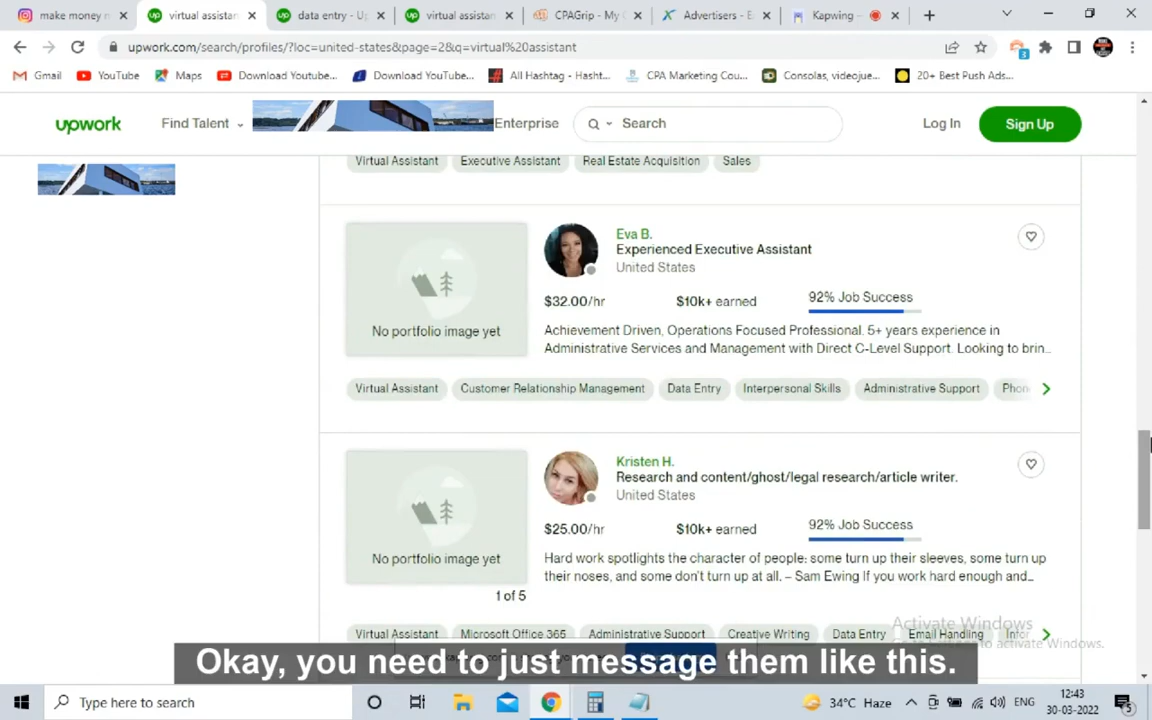 make money n
virtual assistan
data entry - Up
virtual assistan
CPAGrip - My C
Advertisers - E
Kapwing
upwork.com/search/profiles/?loc=united-states&page=2&q=virtual%20assistant
Gmail
YouTube
Maps
Download Youtube...
Download YouTube...
All Hashtag - Hasht...
CPA Marketing Cou...
Consolas, videojue...
20+ Best Push Ads...
upwork
Find Talent
Enterprise
Search
Log In
Sign Up
Virtual Assistant
Executive Assistant
Real Estate Acquisition
Sales
Eva B.
Experienced Executive Assistant
United States
No portfolio image yet
$32.00/hr
$10k+ earned
92% Job Success
Achievement Driven, Operations Focused Professional. 5+ years experience in
Administrative Services and Management with Direct C-Level Support. Looking to brin...
Virtual Assistant
Customer Relationship Management
Data Entry
Interpersonal Skills
Administrative Support
Phon
Kristen H.
Research and content/ghost/legal research/article writer.
United States
No portfolio image yet
$25.00/hr
$10k+ earned
92% Job Success
Hard work spotlights the character of people: some turn up their sleeves, some turn up
their noses, and some don't turn up at all. – Sam Ewing If you work hard enough and...
1 of 5
Virtual Assistant
Microsoft Office 365
Administrative Support
Creative Writing
Data Entry
Email Handling
Infor
Activate Windows
Okay, you need to just message them like this.
Type here to search
34°C Haze
ENG
12:43
30-03-2022
5